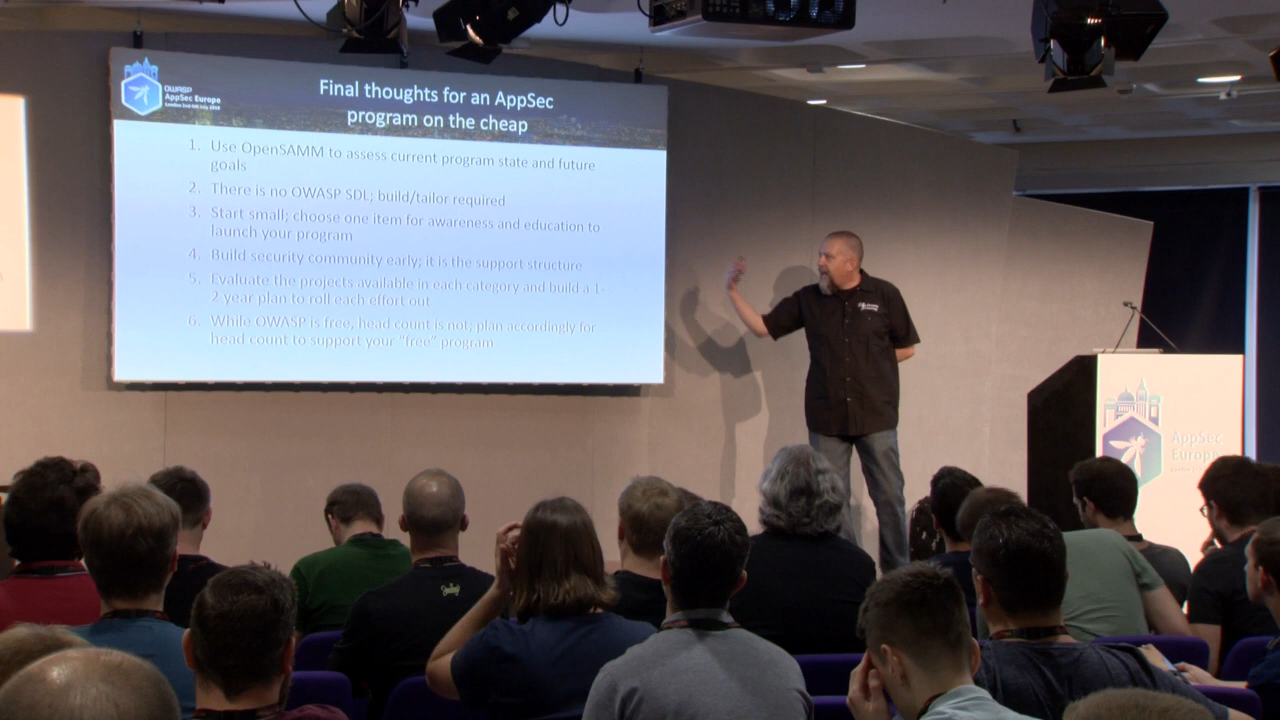 OWASP
AppSec Europe
London 2nd-6th July 2018
Final thoughts for an AppSec
program on the cheap
1. Use OpenSAMM to assess current program state and future
goals
2. There is no OWASP SDL; build/tailor required
3. Start small; choose one item for awareness and education to
launch your program
4. Build security community early; it is the support structure
5. Evaluate the projects available in each category and build a 1-
2 year plan to roll each effort out
6. While OWASP is free, head count is not; plan accordingly for
head count to support your "free" program
AppSec
Europe